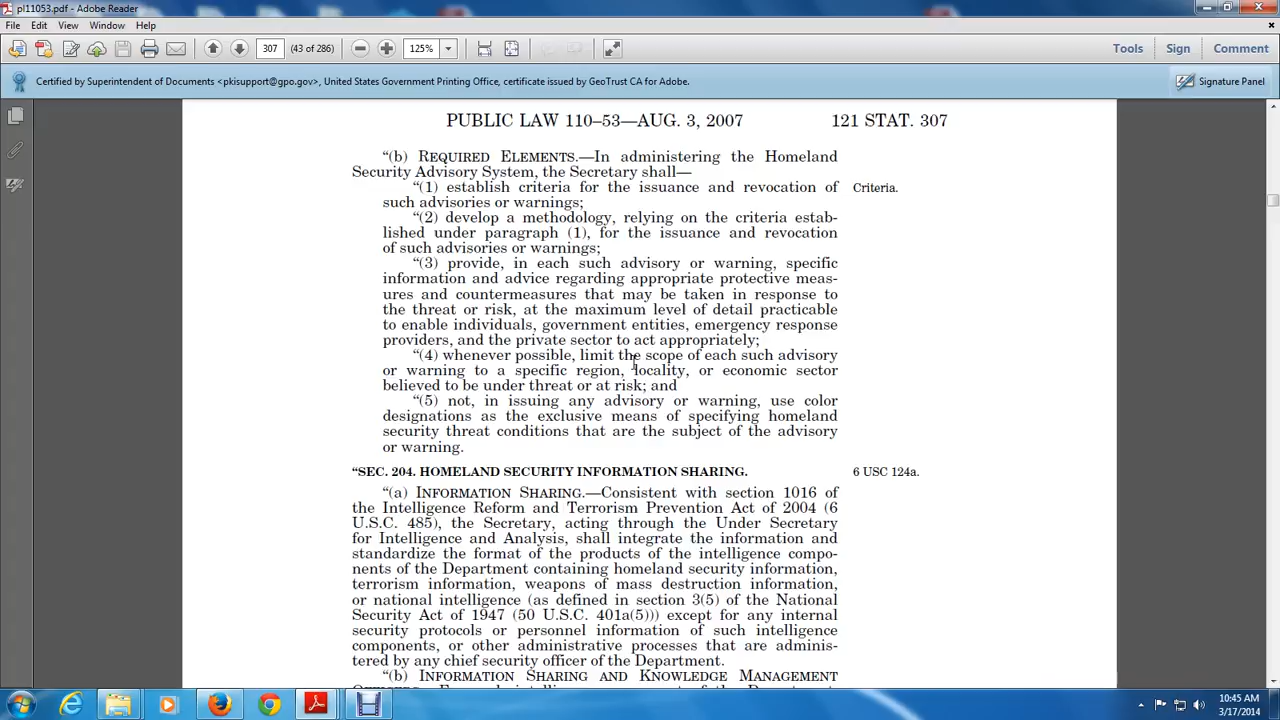 pl11053.pdf - Adobe Reader
File Edit View Window Help
307 (43 of 286) 125% Tools Sign Comment
Certified by Superintendent of Documents <pkisupport@gpo.gov>, United States Government Printing Office, certificate issued by GeoTrust CA for Adobe. Signature Panel
PUBLIC LAW 110–53—AUG. 3, 2007 121 STAT. 307
“(b) REQUIRED ELEMENTS.—In administering the Homeland
Security Advisory System, the Secretary shall—
“(1) establish criteria for the issuance and revocation of Criteria.
such advisories or warnings;
“(2) develop a methodology, relying on the criteria estab-
lished under paragraph (1), for the issuance and revocation
of such advisories or warnings;
“(3) provide, in each such advisory or warning, specific
information and advice regarding appropriate protective meas-
ures and countermeasures that may be taken in response to
the threat or risk, at the maximum level of detail practicable
to enable individuals, government entities, emergency response
providers, and the private sector to act appropriately;
“(4) whenever possible, limit the scope of each such advisory
or warning to a specific region, locality, or economic sector
believed to be under threat or at risk; and
“(5) not, in issuing any advisory or warning, use color
designations as the exclusive means of specifying homeland
security threat conditions that are the subject of the advisory
or warning.
“SEC. 204. HOMELAND SECURITY INFORMATION SHARING. 6 USC 124a.
“(a) INFORMATION SHARING.—Consistent with section 1016 of
the Intelligence Reform and Terrorism Prevention Act of 2004 (6
U.S.C. 485), the Secretary, acting through the Under Secretary
for Intelligence and Analysis, shall integrate the information and
standardize the format of the products of the intelligence compo-
nents of the Department containing homeland security information,
terrorism information, weapons of mass destruction information,
or national intelligence (as defined in section 3(5) of the National
Security Act of 1947 (50 U.S.C. 401a(5))) except for any internal
security protocols or personnel information of such intelligence
components, or other administrative processes that are adminis-
tered by any chief security officer of the Department.
“(b) INFORMATION SHARING AND KNOWLEDGE MANAGEMENT
10:45 AM
3/17/2014